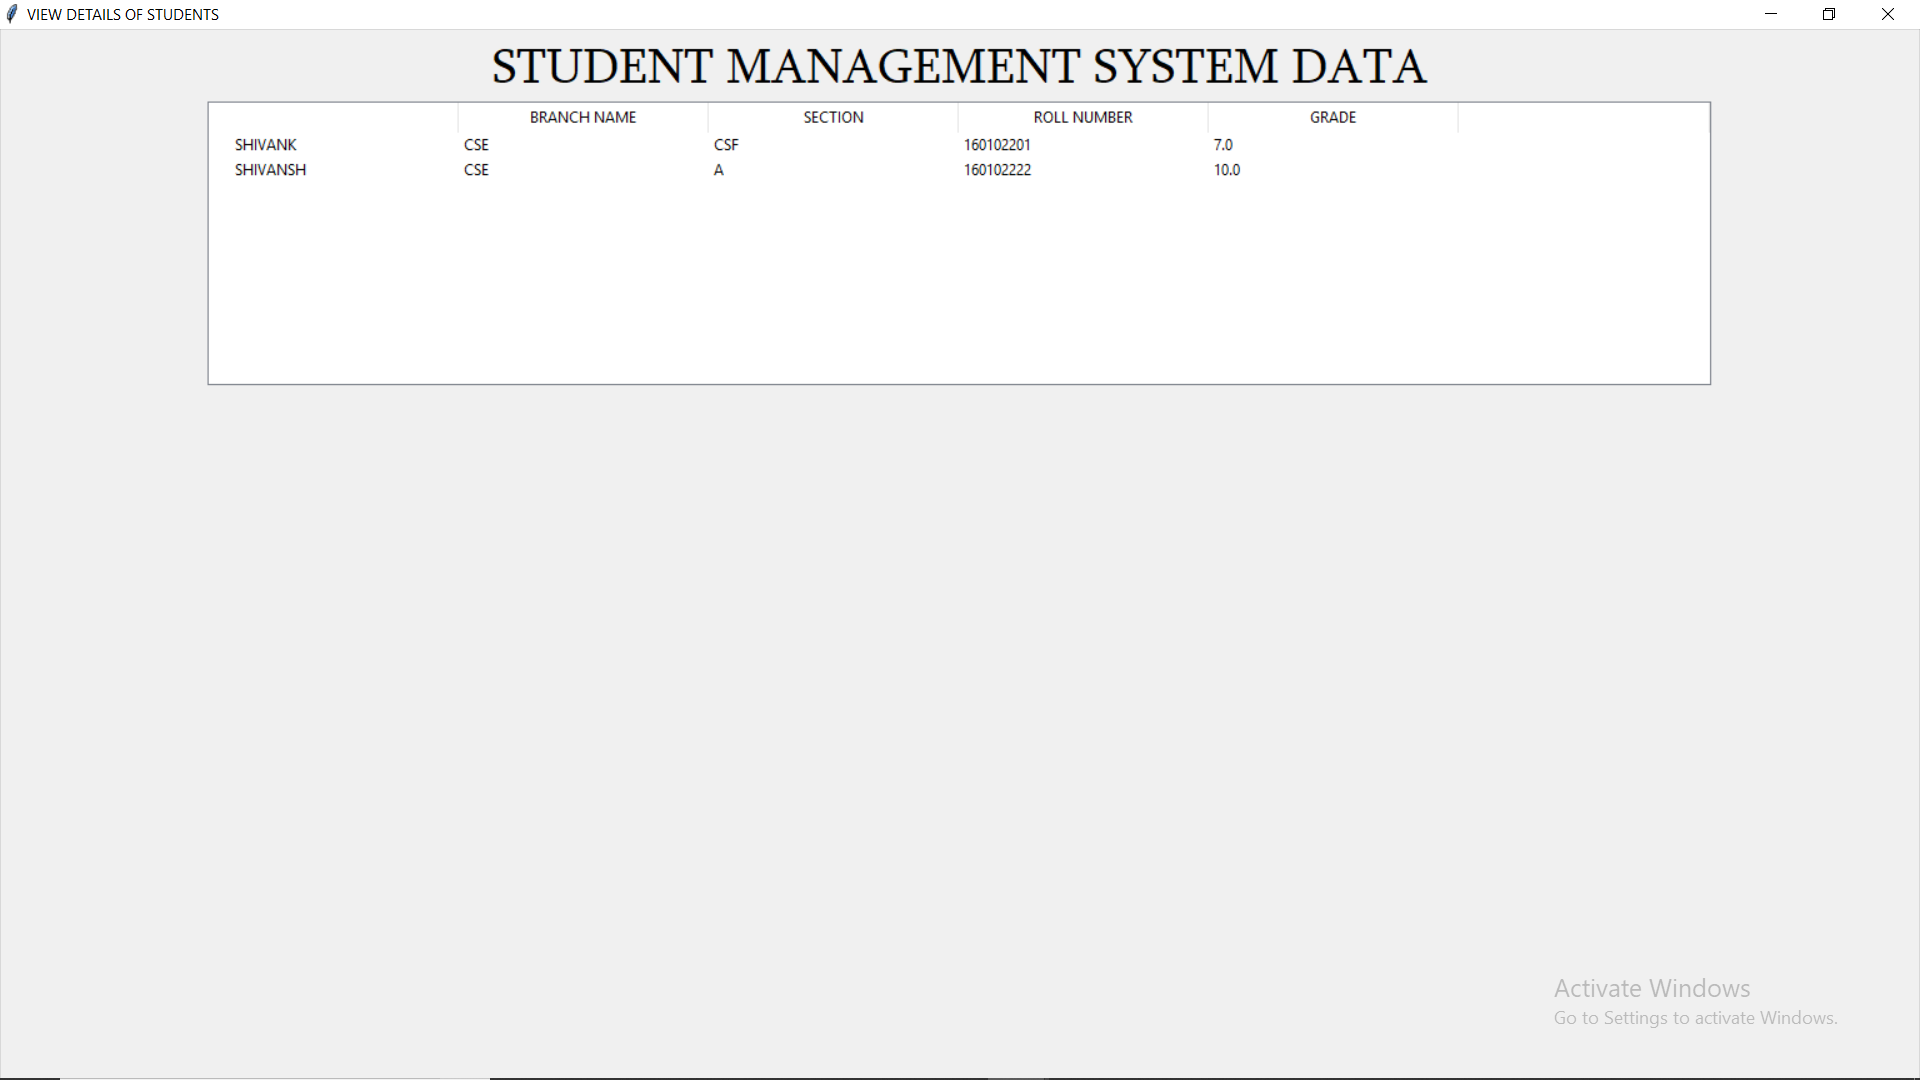 VIEW DETAILS OF STUDENTS
STUDENT MANAGEMENT SYSTEM DATA
BRANCH NAME SECTION ROLL NUMBER GRADE
SHIVANK CSE CSF 160102201 7.0
SHIVANSH CSE A 160102222 10.0
Activate Windows
Go to Settings to activate Windows.